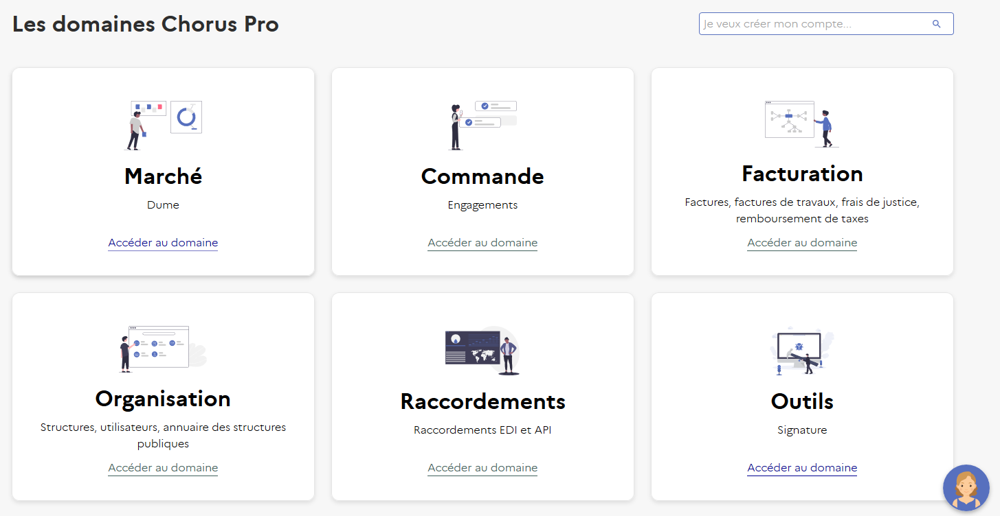 Les domaines Chorus Pro
Je veux créer mon compte...
Marché
Dume
Accéder au domaine
Commande
Engagements
Accéder au domaine
Facturation
Factures, factures de travaux, frais de justice,
remboursement de taxes
Accéder au domaine
Organisation
Structures, utilisateurs, annuaire des structures
publiques
Accéder au domaine
Raccordements
Raccordements EDI et API
Accéder au domaine
Outils
Signature
Accéder au domaine